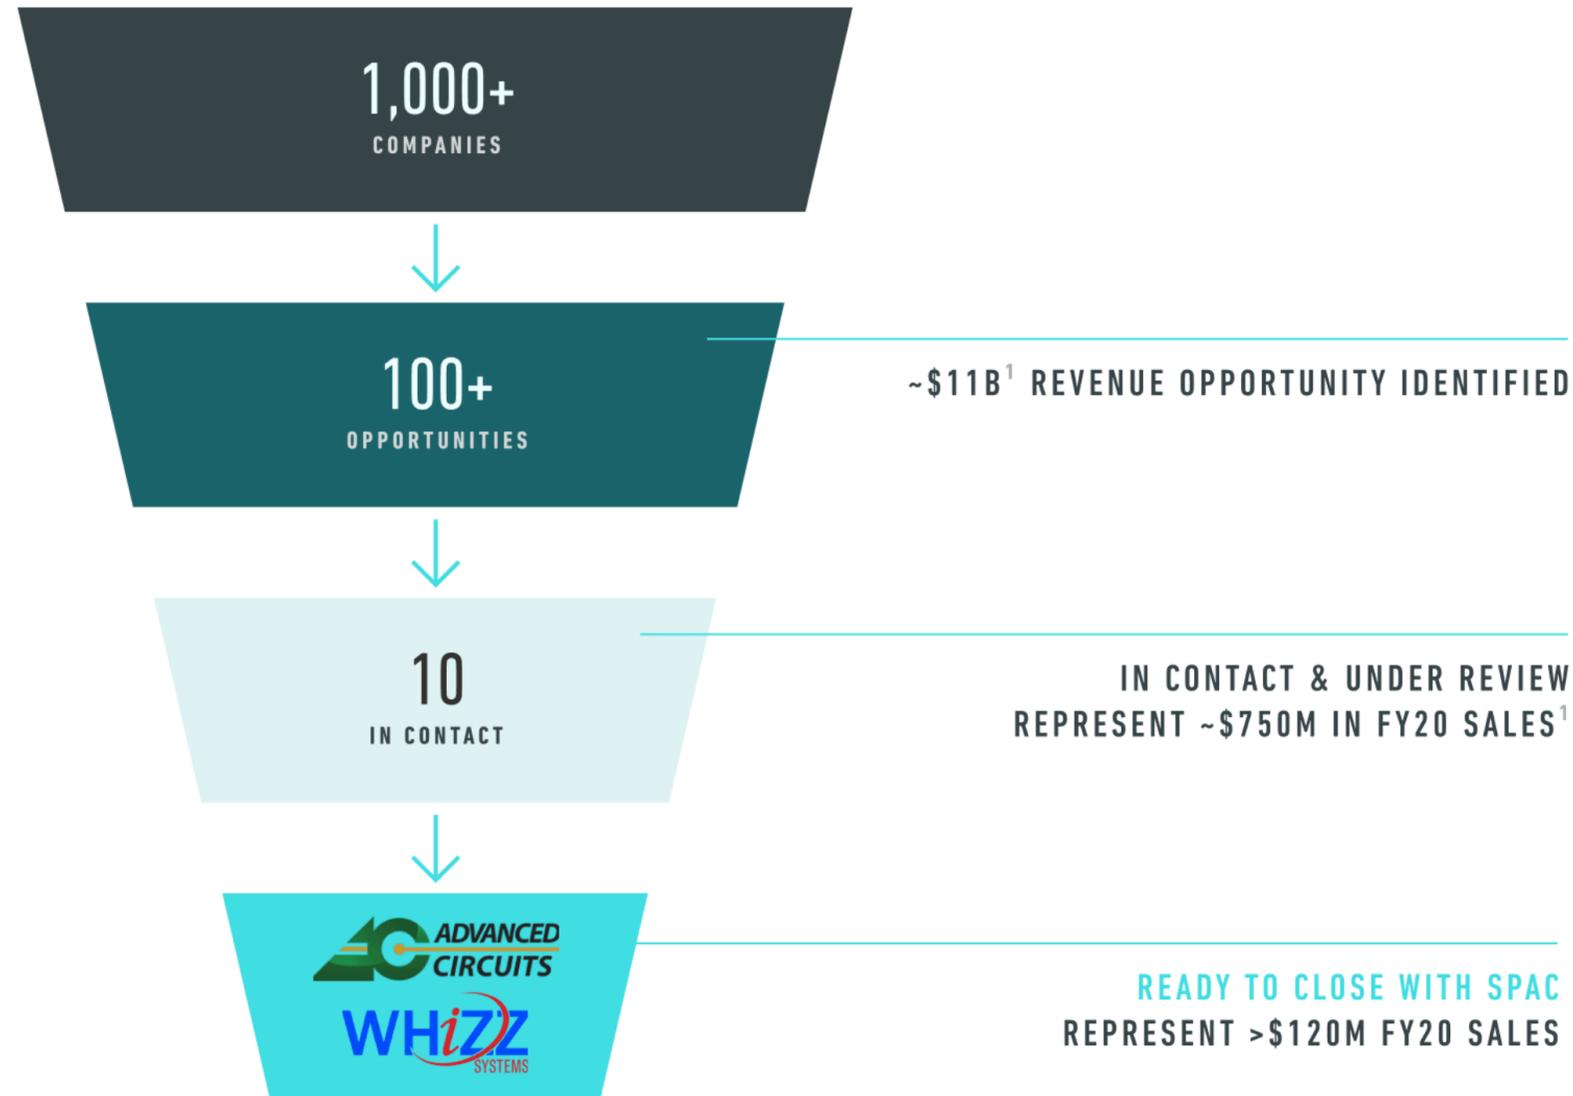 1,000+
COMPANIES
100+
OPPORTUNITIES
~$11B¹ REVENUE OPPORTUNITY IDENTIFIED
10
IN CONTACT
IN CONTACT & UNDER REVIEW
REPRESENT ~$750M IN FY20 SALES¹
AC ADVANCED
CIRCUITS
WHiZZ
SYSTEMS
READY TO CLOSE WITH SPAC
REPRESENT >$120M FY20 SALES